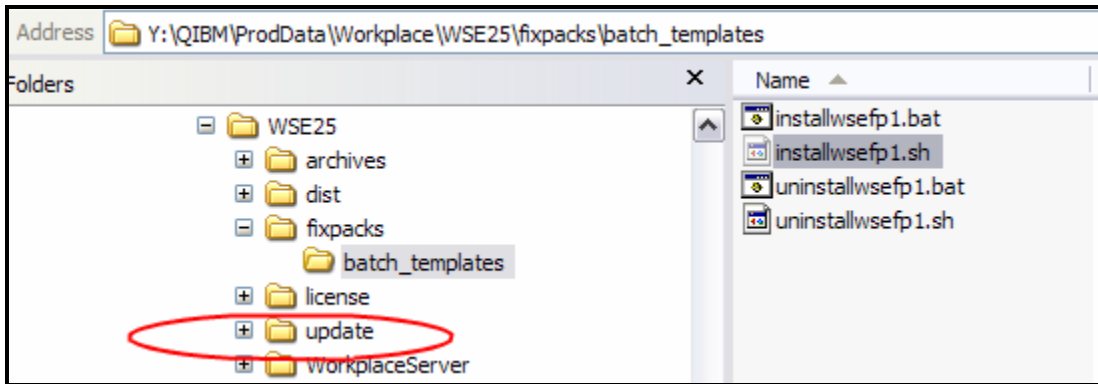 Address Y:\QIBM\ProdData\Workplace\WSE25\fixpacks\batch_templates
Folders x
WSE25
archives
dist
fixpacks
batch_templates
license
update
WorkplaceServer
Name
installwsefp1.bat
installwsefp1.sh
uninstallwsefp1.bat
uninstallwsefp1.sh